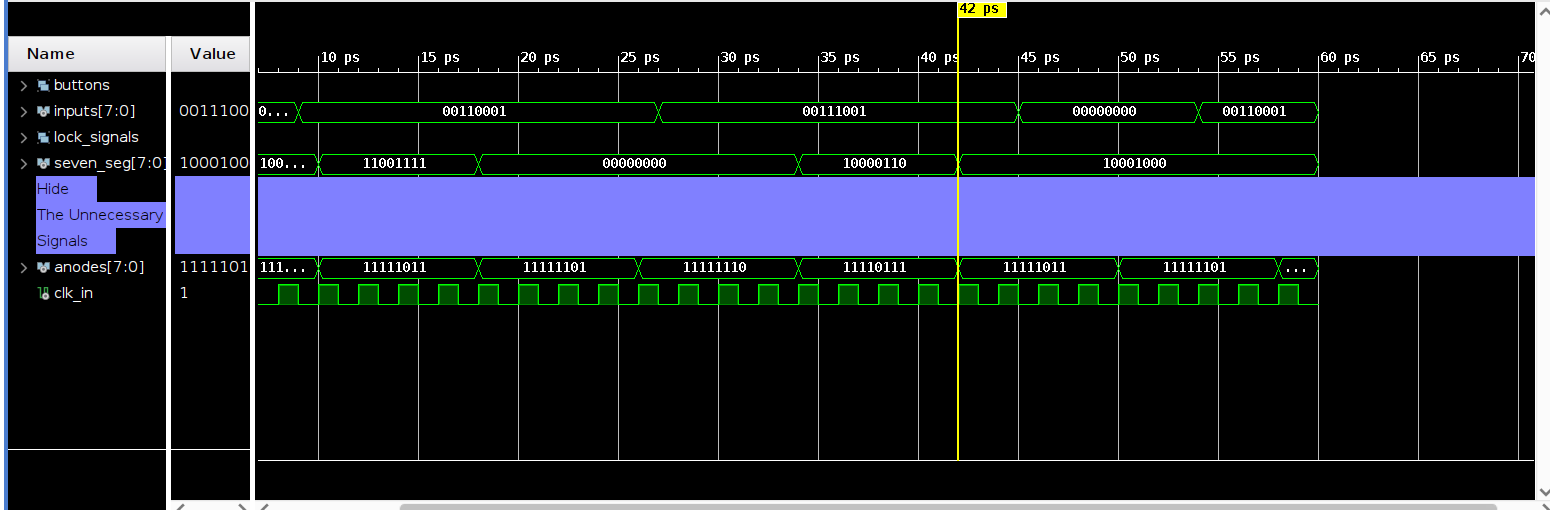 42 ps
Name Value
10 ps 15 ps 20 ps 25 ps 30 ps 35 ps 40 ps 45 ps 50 ps 55 ps 60 ps 65 ps 70
buttons
inputs[7:0] 0011100 0... 00110001 00111001 00000000 00110001
lock_signals
seven_seg[7:0] 1000100 100... 11001111 00000000 10000110 10001000
Hide
The Unnecessary
Signals
anodes[7:0] 1111101 111... 11111011 11111101 11111110 11110111 11111011 11111101 ...
clk_in 1